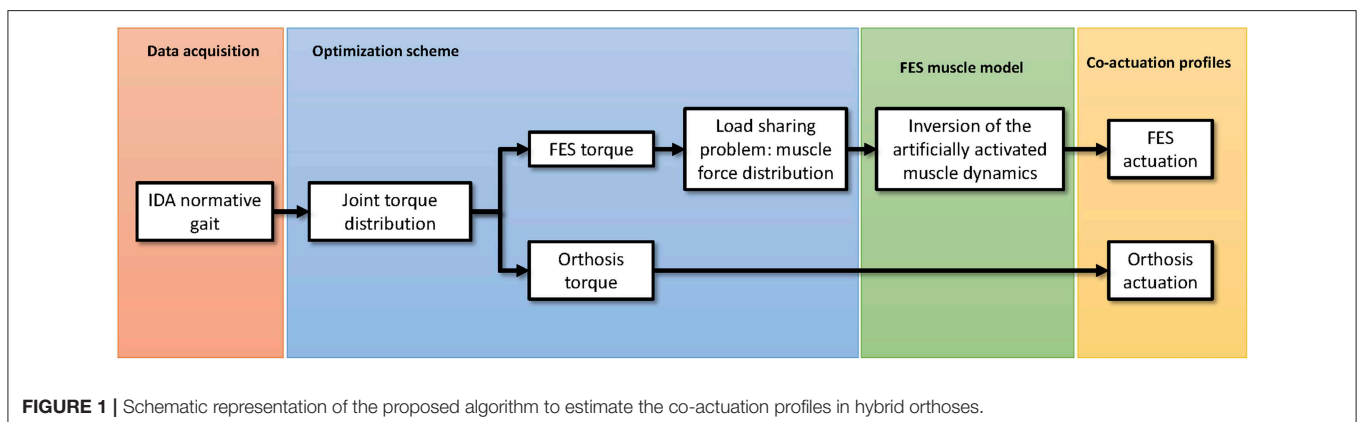 Data acquisition
Optimization scheme
FES muscle model
Co-actuation profiles
IDA normative
gait
Joint torque
distribution
FES torque
Load sharing
problem: muscle
force distribution
Inversion of the
artificially activated
muscle dynamics
FES
actuation
Orthosis
torque
Orthosis
actuation
FIGURE 1 | Schematic representation of the proposed algorithm to estimate the co-actuation profiles in hybrid orthoses.